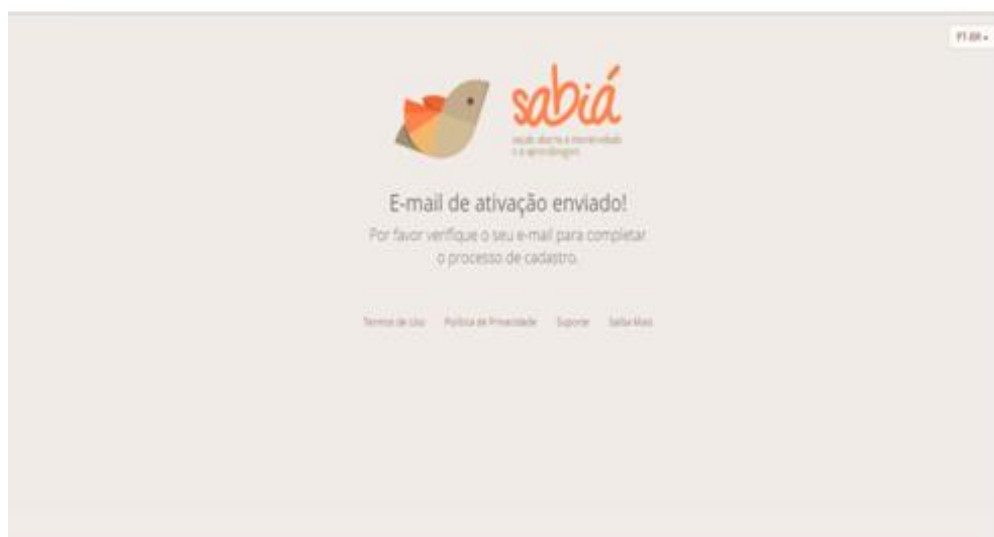 PT-BR
sabiá
E-mail de ativação enviado!
Por favor verifique o seu e-mail para completar
o processo de cadastro.
Termos de Uso Política de Privacidade Suporte Saiba Mais